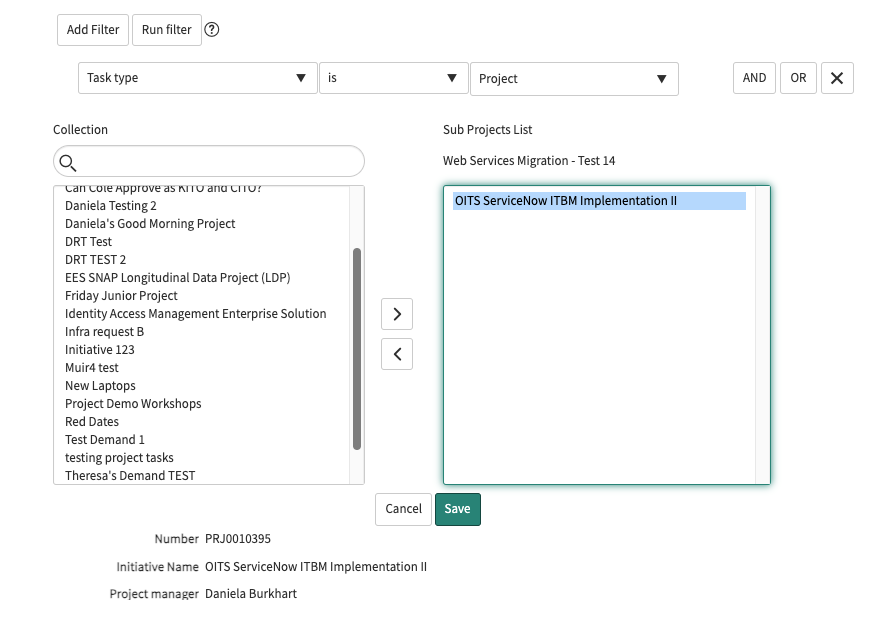 Add Filter Run filter ?
Task type is Project AND OR
Collection
Sub Projects List
Web Services Migration - Test 14
Can Cole Approve as KITO and CITO?
Daniela Testing 2
Daniela's Good Morning Project
DRT Test
DRT TEST 2
EES SNAP Longitudinal Data Project (LDP)
Friday Junior Project
Identity Access Management Enterprise Solution
Infra request B
Initiative 123
Muir4 test
New Laptops
Project Demo Workshops
Red Dates
Test Demand 1
testing project tasks
Theresa's Demand TEST
OITS ServiceNow ITBM Implementation II
Cancel Save
Number PRJ0010395
Initiative Name OITS ServiceNow ITBM Implementation II
Project manager Daniela Burkhart